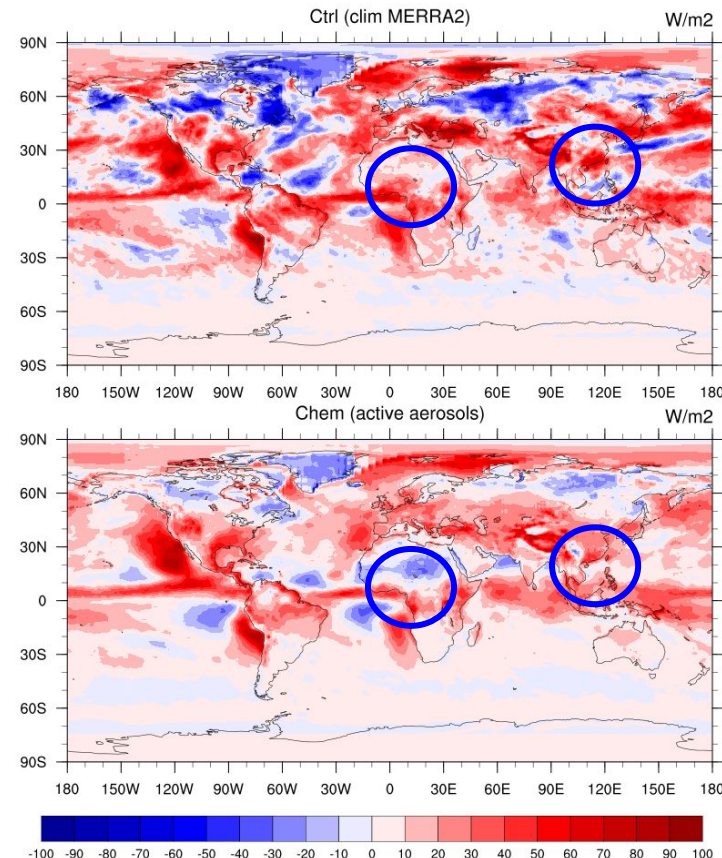 Ctrl (clim MERRA2) W/m2
90N
60N
30N
0
30S
60S
90S
180 150W 120W 90W 60W 30W 0 30E 60E 90E 120E 150E 180
Chem (active aerosols) W/m2
90N
60N
30N
0
30S
60S
90S
180 150W 120W 90W 60W 30W 0 30E 60E 90E 120E 150E 180
-100 -90 -80 -70 -60 -50 -40 -30 -20 -10 0 10 20 30 40 50 60 70 80 90 100